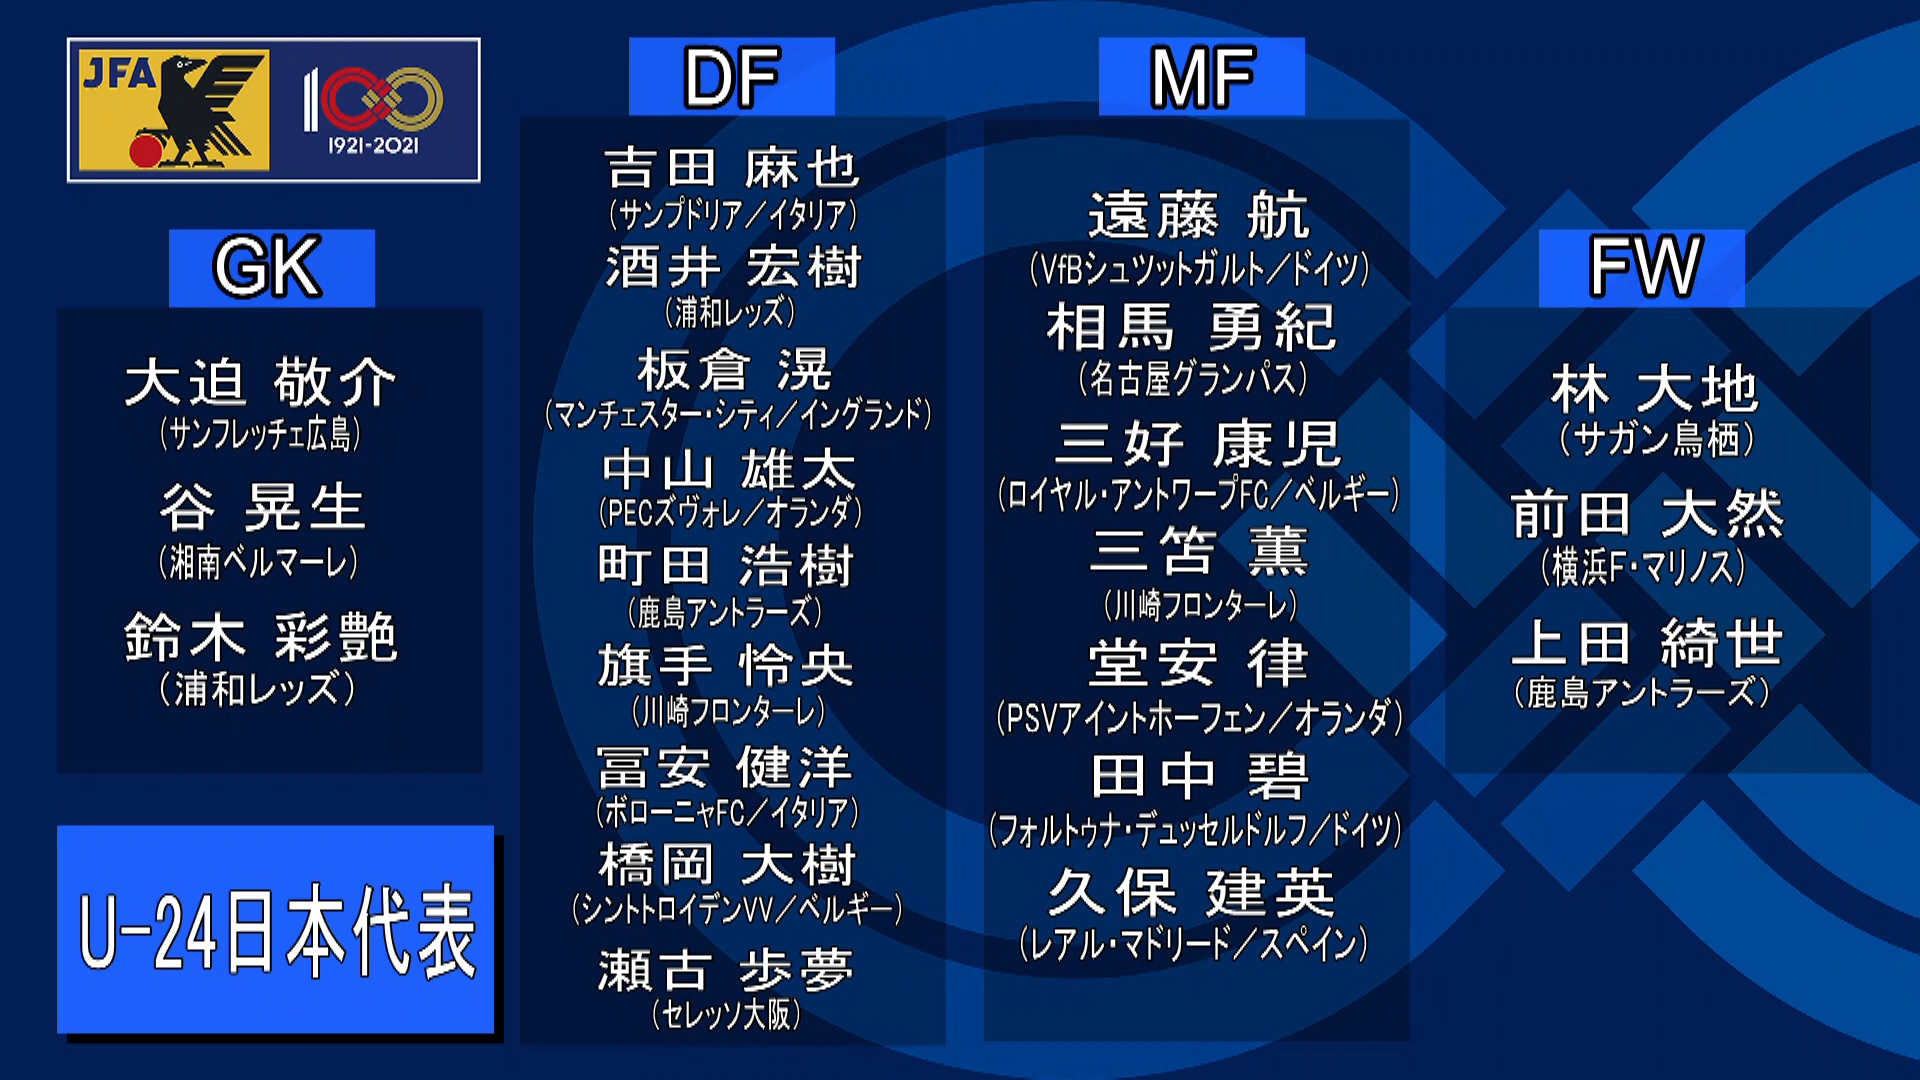 JFA
100
1921-2021
GK
大迫 敬介
(サンフレッチェ広島)
谷 晃生
(湘南ベルマーレ)
鈴木 彩艶
(浦和レッズ)
U-24日本代表
DF
吉田 麻也
(サンプドリア／イタリア)
酒井 宏樹
(浦和レッズ)
板倉 滉
(マンチェスター・シティ／イングランド)
中山 雄太
(PECズヴォレ／オランダ)
町田 浩樹
(鹿島アントラーズ)
旗手 怜央
(川崎フロンターレ)
冨安 健洋
(ボローニャFC／イタリア)
橋岡 大樹
(シントトロイデンVV／ベルギー)
瀬古 歩夢
(セレッソ大阪)
MF
遠藤 航
(VfBシュツットガルト／ドイツ)
相馬 勇紀
(名古屋グランパス)
三好 康児
(ロイヤル・アントワープFC／ベルギー)
三笘 薫
(川崎フロンターレ)
堂安 律
(PSVアイントホーフェン／オランダ)
田中 碧
(フォルトゥナ・デュッセルドルフ／ドイツ)
久保 建英
(レアル・マドリード／スペイン)
FW
林 大地
(サガン鳥栖)
前田 大然
(横浜F・マリノス)
上田 綺世
(鹿島アントラーズ)